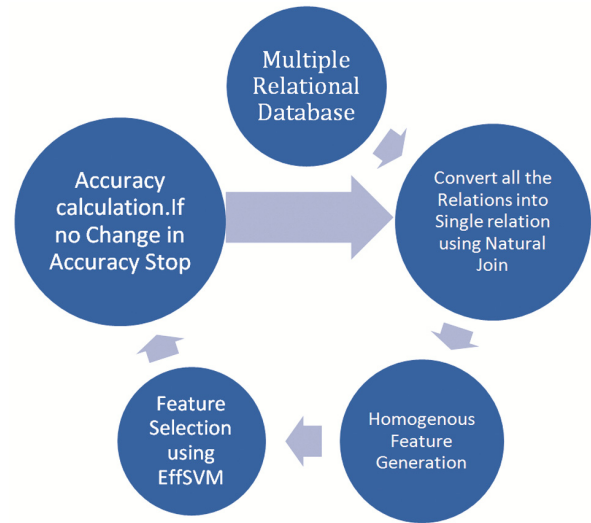 Multiple
Relational
Database
Convert all the
Relations into
Single relation
using Natural
Join
Homogenous
Feature
Generation
Feature
Selection
using
EffSVM
Accuracy
calculation.If
no Change in
Accuracy Stop